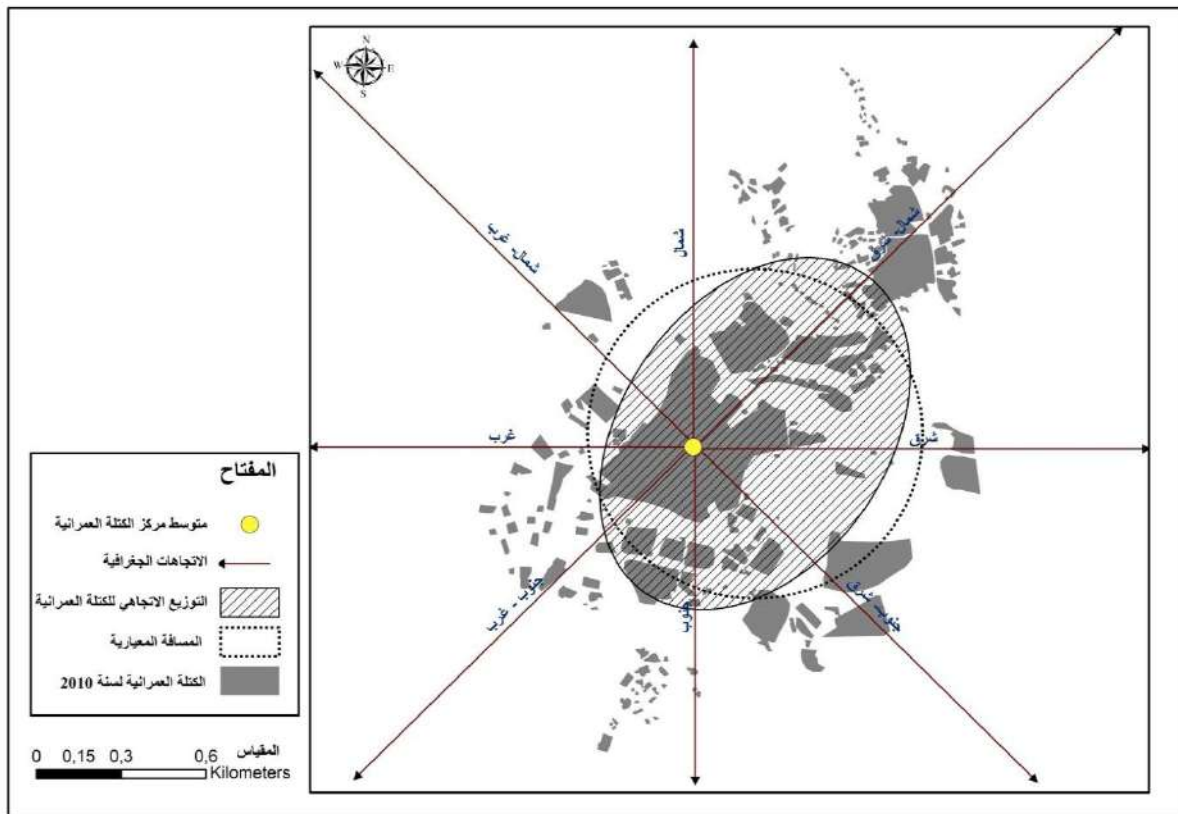 N
W E
S
شمال
شمال- شرق
شمال- غرب
شرق
غرب
جنوب - غرب
جنوب
جنوب- شرق
المفتاح
متوسط مركز الكتلة العمرانية
الاتجاهات الجغرافية
التوزيع الاتجاهي للكتلة العمرانية
المسافة المعيارية
الكتلة العمرانية لسنة 2010
المقياس
0 0,15 0,3 0,6
Kilometers